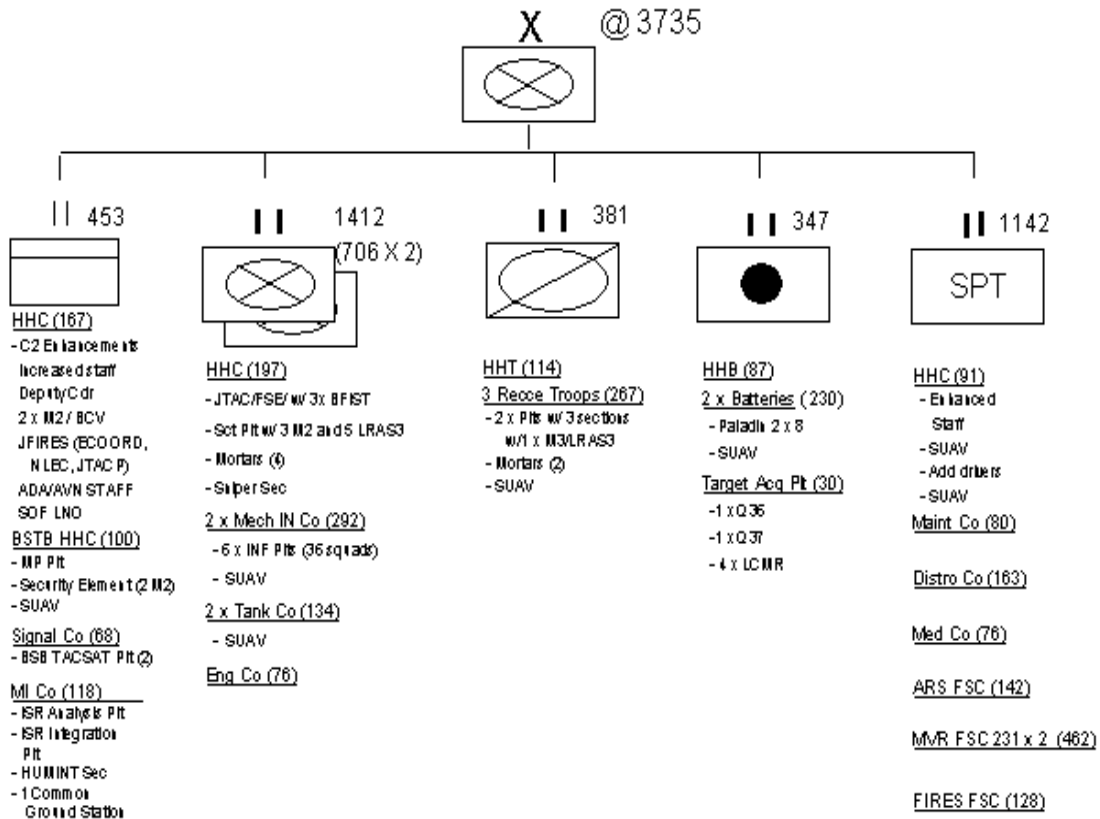 X @ 3735
453
HHC (167)
- C2 Enhancements
Increased staff
Deputy Cdr
2 x M2 / BCV
JFIRES (ECOORD,
NLEC, JTACP)
ADA/AVN STAFF
SOF LNO
BSTB HHC (100)
- MP Plt
- Security Element (2 M2)
- SUAV
Signal Co (68)
- BSB TACSAT Plt (2)
MI Co (118)
- ISR Analysis Plt
- ISR Integration
Plt
- HUMINT Sec
- 1 Common
Ground Station
1412
(706 X 2)
HHC (197)
- JTAC/FSE/ w/ 3x BFIST
- Sct Plt w/ 3 M2 and 5 LRAS3
- Mortars (4)
- Sniper Sec
2 x Mech IN Co (292)
- 6 x INF Plts (36 squads)
- SUAV
2 x Tank Co (134)
- SUAV
Eng Co (76)
381
HHT (114)
3 Recce Troops (267)
- 2 x Plts w/ 3 sections
w/1 x M3/LRAS3
- Mortars (2)
- SUAV
347
HHB (87)
2 x Batteries (230)
- Paladin 2 x 8
- SUAV
Target Acq Plt (30)
- 1 x Q36
- 1 x Q37
- 4 x LCMR
1142
SPT
HHC (91)
- Enhanced
Staff
- SUAV
- Add drivers
- SUAV
Maint Co (80)
Distro Co (163)
Med Co (76)
ARS FSC (142)
MVR FSC 231 x 2 (462)
FIRES FSC (128)